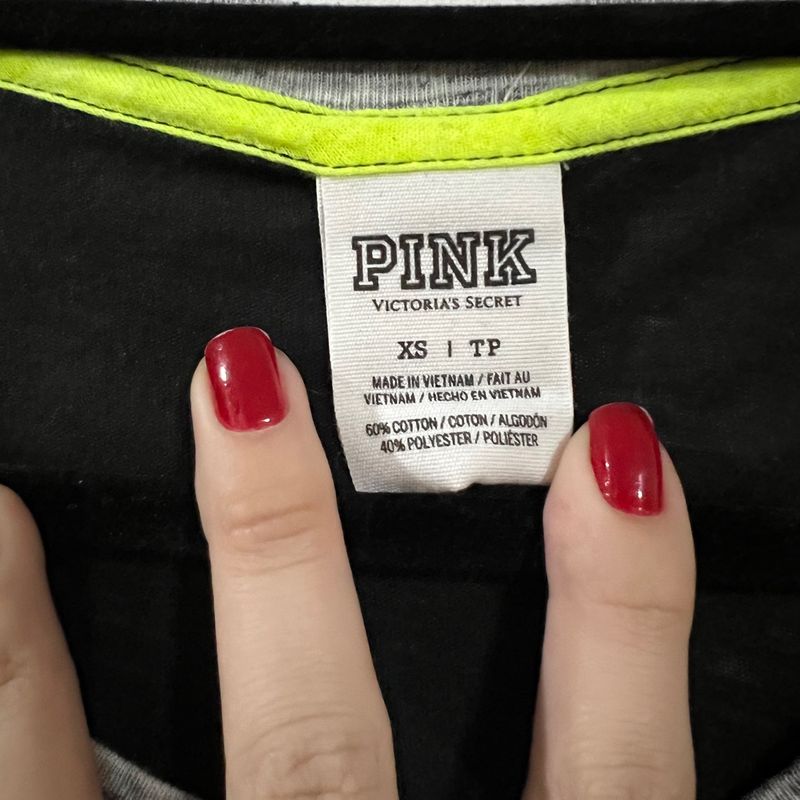 PINK
VICTORIA'S SECRET
XS | TP
MADE IN VIETNAM / FAIT AU
VIETNAM / HECHO EN VIETNAM
60% COTTON / COTON / ALGODÓN
40% POLYESTER / POLIÉSTER